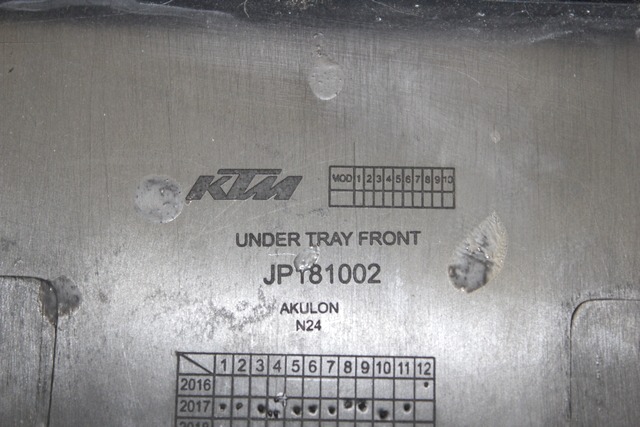 KTM
MOD 1 2 3 4 5 6 7 8 9 10
UNDER TRAY FRONT
JP181002
AKULON
N24
1 2 3 4 5 6 7 8 9 10 11 12
2016
2017
2018